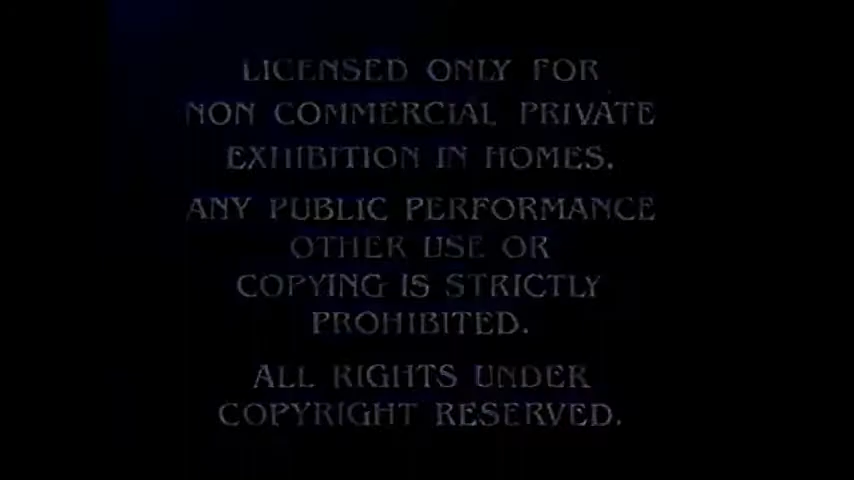 LICENSED ONLY FOR
NON COMMERCIAL PRIVATE
EXHIBITION IN HOMES.
ANY PUBLIC PERFORMANCE
OTHER USE OR
COPYING IS STRICTLY
PROHIBITED.
ALL RIGHTS UNDER
COPYRIGHT RESERVED.